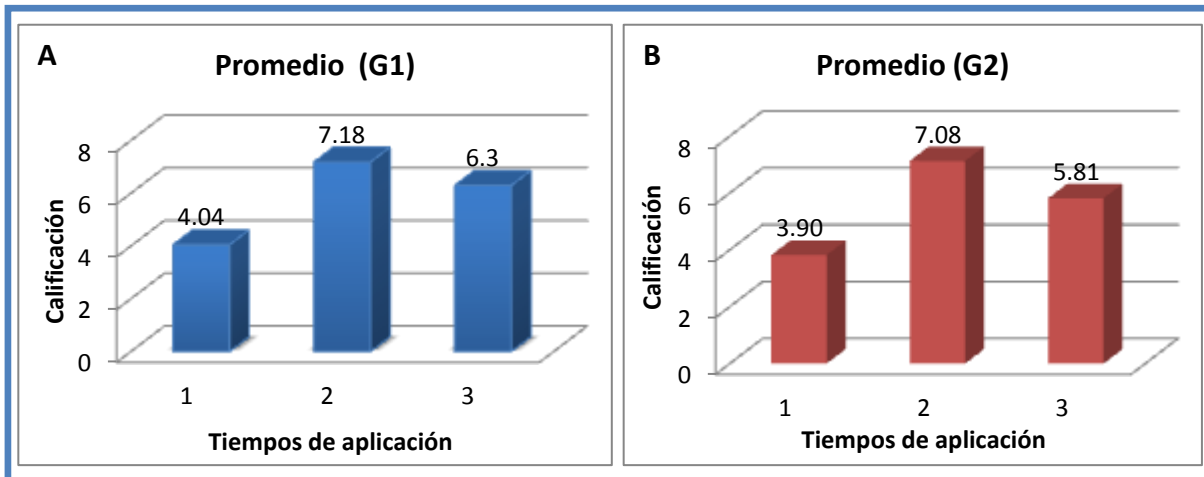 A
Promedio (G1)
Calificación
8
6
4
2
0
4.04
7.18
6.3
1
2
3
Tiempos de aplicación
B
Promedio (G2)
Calificación
8
6
4
2
0
3.90
7.08
5.81
1
2
3
Tiempos de aplicación